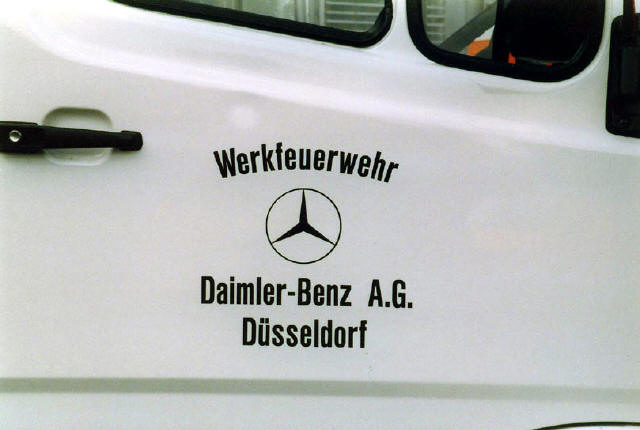 Werkfeuerwehr
Daimler-Benz A.G.
Düsseldorf